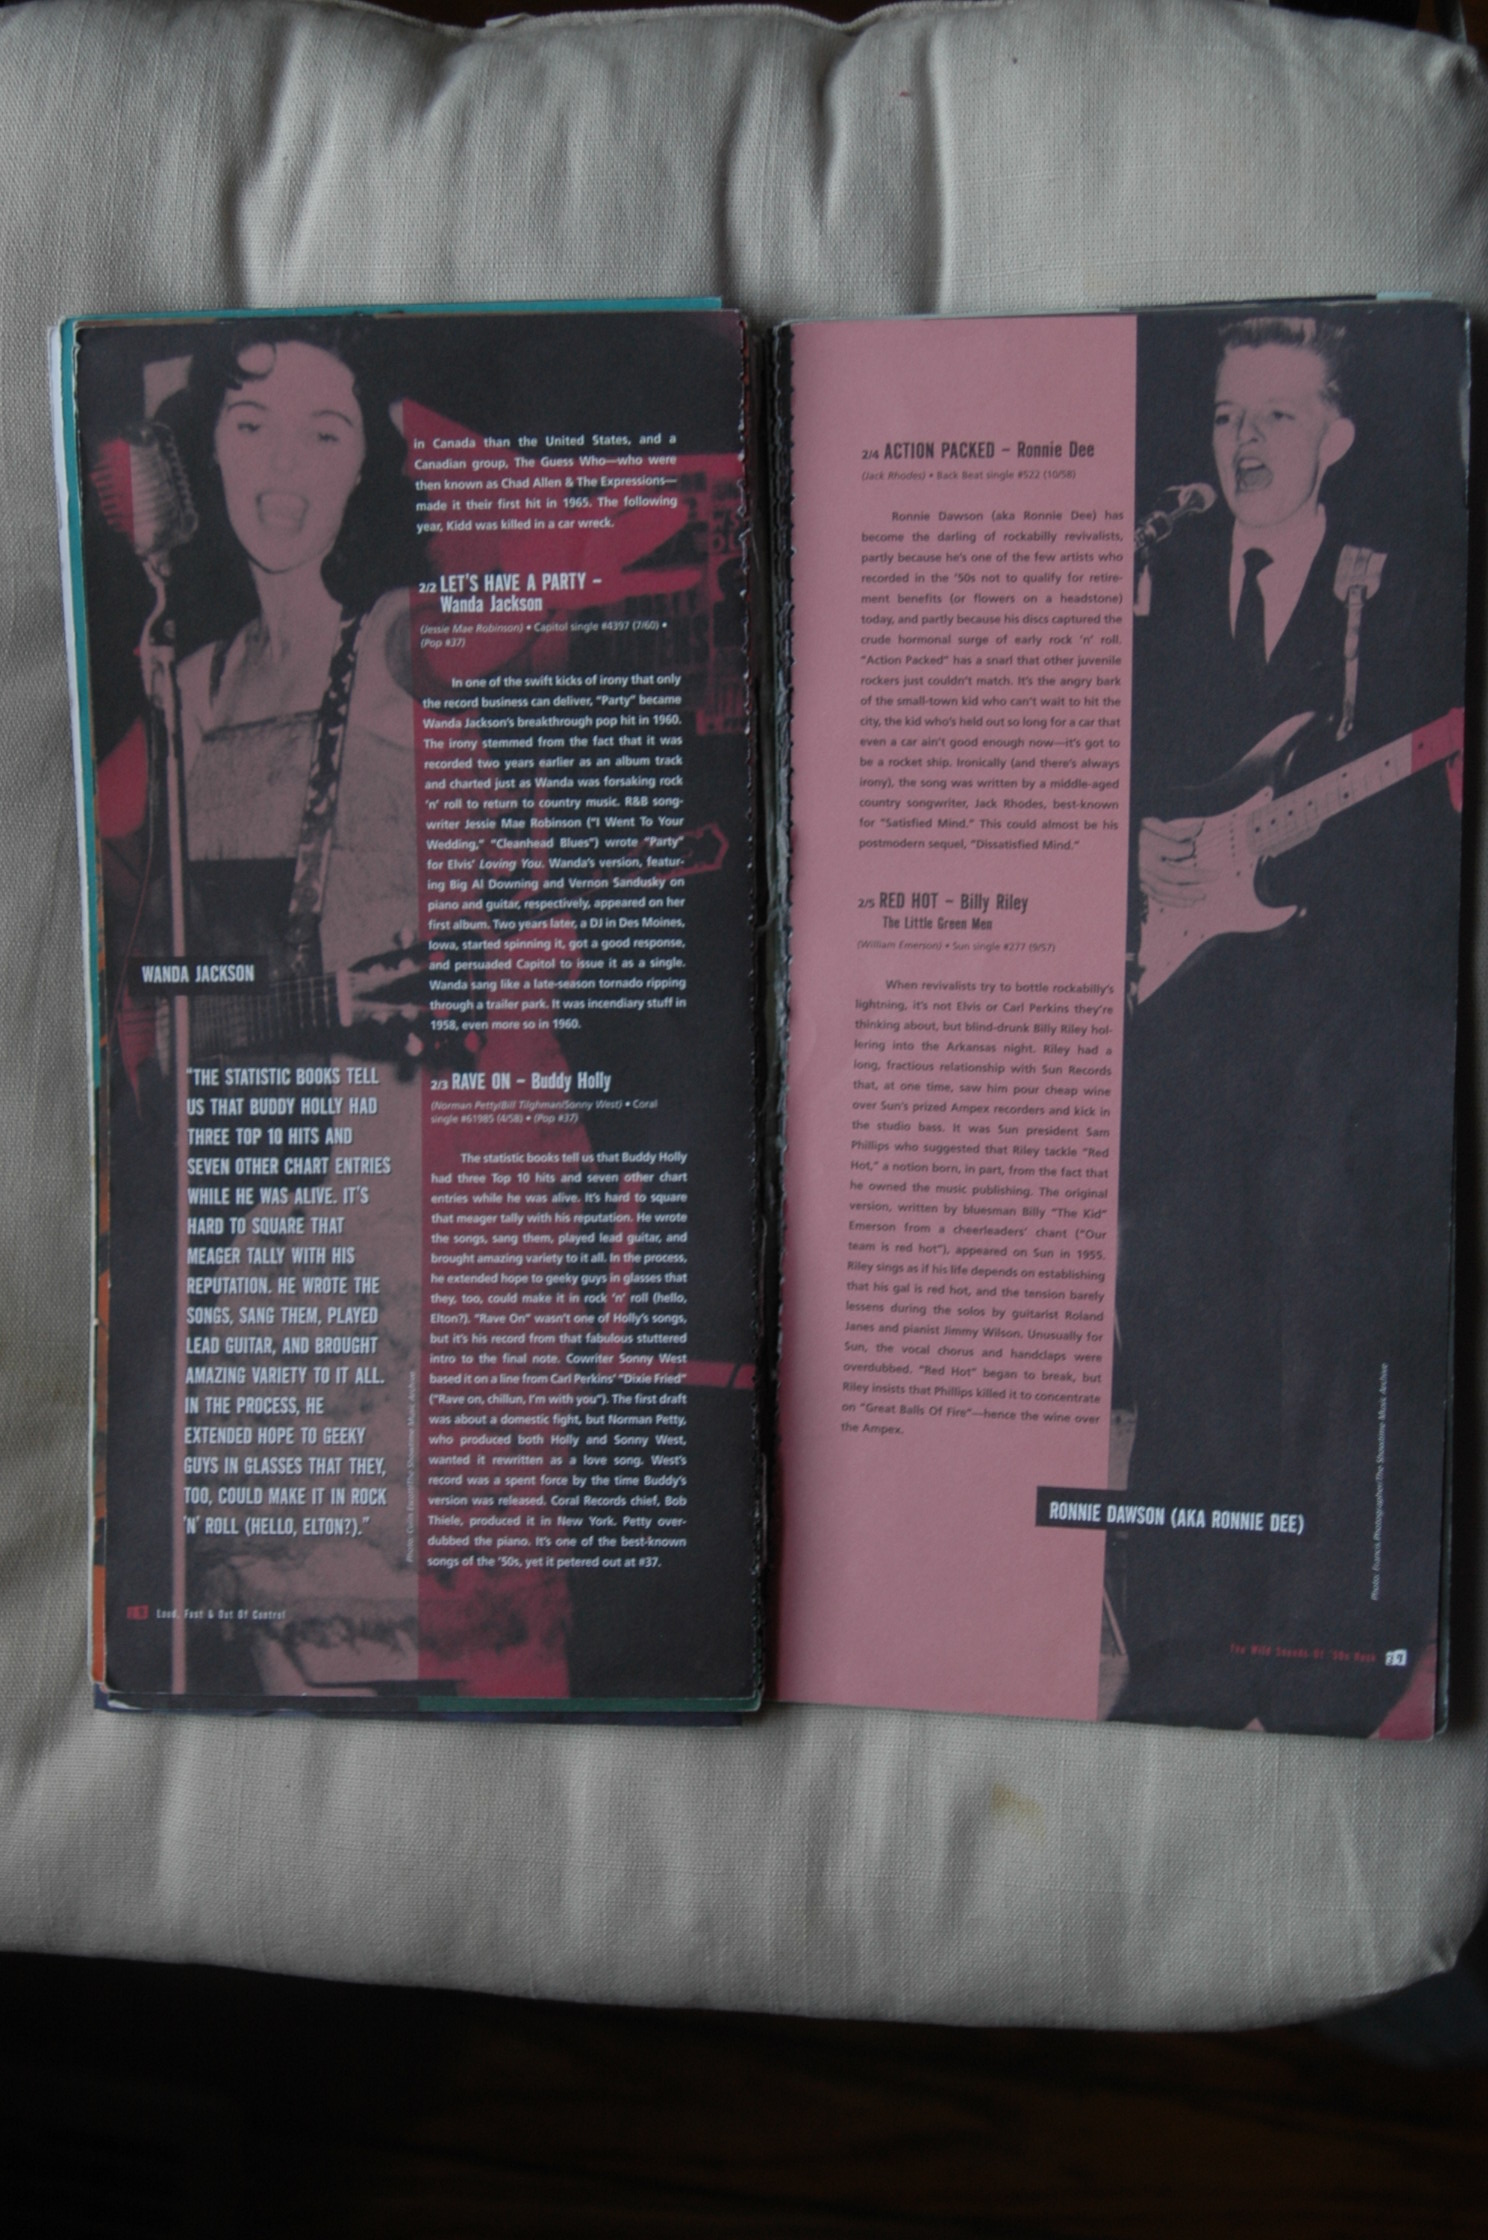 in Canada than the United States, and a
Canadian group, The Guess Who—who were
then known as Chad Allen & The Expressions—
made it their first hit in 1965. The following
year, Kidd was killed in a car wreck.
2/2 LET'S HAVE A PARTY –
Wanda Jackson
(Jessie Mae Robinson) • Capitol single #4397 (7/60) •
(Pop #37)
In one of the swift kicks of irony that only
the record business can deliver, "Party" became
Wanda Jackson's breakthrough pop hit in 1960.
The irony stemmed from the fact that it was
recorded two years earlier as an album track
and charted just as Wanda was forsaking rock
'n' roll to return to country music. R&B song-
writer Jessie Mae Robinson ("I Went To Your
Wedding," "Cleanhead Blues") wrote "Party"
for Elvis' Loving You. Wanda's version, featur-
ing Big Al Downing and Vernon Sandusky on
piano and guitar, respectively, appeared on her
first album. Two years later, a DJ in Des Moines,
Iowa, started spinning it, got a good response,
and persuaded Capitol to issue it as a single.
Wanda sang like a late-season tornado ripping
through a trailer park. It was incendiary stuff in
1958, even more so in 1960.
2/3 RAVE ON – Buddy Holly
(Norman Petty/Bill Tilghman/Sonny West) • Coral
single #61985 (4/58) • (Pop #37)
The statistic books tell us that Buddy Holly
had three Top 10 hits and seven other chart
entries while he was alive. It's hard to square
that meager tally with his reputation. He wrote
the songs, sang them, played lead guitar, and
brought amazing variety to it all. In the process,
he extended hope to geeky guys in glasses that
they, too, could make it in rock 'n' roll (hello,
Elton?). "Rave On" wasn't one of Holly's songs,
but it's his record from that fabulous stuttered
intro to the final note. Cowriter Sonny West
based it on a line from Carl Perkins' "Dixie Fried"
("Rave on, chillun, I'm with you"). The first draft
was about a domestic fight, but Norman Petty,
who produced both Holly and Sonny West,
wanted it rewritten as a love song. West's
record was a spent force by the time Buddy's
version was released. Coral Records chief, Bob
Thiele, produced it in New York. Petty over-
dubbed the piano. It's one of the best-known
songs of the '50s, yet it petered out at #37.
WANDA JACKSON
"THE STATISTIC BOOKS TELL
US THAT BUDDY HOLLY HAD
THREE TOP 10 HITS AND
SEVEN OTHER CHART ENTRIES
WHILE HE WAS ALIVE. IT'S
HARD TO SQUARE THAT
MEAGER TALLY WITH HIS
REPUTATION. HE WROTE THE
SONGS, SANG THEM, PLAYED
LEAD GUITAR, AND BROUGHT
AMAZING VARIETY TO IT ALL.
IN THE PROCESS, HE
EXTENDED HOPE TO GEEKY
GUYS IN GLASSES THAT THEY,
TOO, COULD MAKE IT IN ROCK
'N' ROLL (HELLO, ELTON?)."
Photo: Colin Escott/The Showtime Music Archive
Loud, Fast & Out Of Control
2/4 ACTION PACKED – Ronnie Dee
(Jack Rhodes) • Back Beat single #522 (10/58)
Ronnie Dawson (aka Ronnie Dee) has
become the darling of rockabilly revivalists,
partly because he's one of the few artists who
recorded in the '50s not to qualify for retire-
ment benefits (or flowers on a headstone)
today, and partly because his discs captured the
crude hormonal surge of early rock 'n' roll.
"Action Packed" has a snarl that other juvenile
rockers just couldn't match. It's the angry bark
of the small-town kid who can't wait to hit the
city, the kid who's held out so long for a car that
even a car ain't good enough now—it's got to
be a rocket ship. Ironically (and there's always
irony), the song was written by a middle-aged
country songwriter, Jack Rhodes, best-known
for "Satisfied Mind." This could almost be his
postmodern sequel, "Dissatisfied Mind."
2/5 RED HOT – Billy Riley
The Little Green Men
(William Emerson) • Sun single #277 (9/57)
When revivalists try to bottle rockabilly's
lightning, it's not Elvis or Carl Perkins they're
thinking about, but blind-drunk Billy Riley hol-
lering into the Arkansas night. Riley had a
long, fractious relationship with Sun Records
that, at one time, saw him pour cheap wine
over Sun's prized Ampex recorders and kick in
the studio bass. It was Sun president Sam
Phillips who suggested that Riley tackle "Red
Hot," a notion born, in part, from the fact that
he owned the music publishing. The original
version, written by bluesman Billy "The Kid"
Emerson from a cheerleaders' chant ("Our
team is red hot"), appeared on Sun in 1955.
Riley sings as if his life depends on establishing
that his gal is red hot, and the tension barely
lessens during the solos by guitarist Roland
Janes and pianist Jimmy Wilson. Unusually for
Sun, the vocal chorus and handclaps were
overdubbed. "Red Hot" began to break, but
Riley insists that Phillips killed it to concentrate
on "Great Balls Of Fire"—hence the wine over
the Ampex.
RONNIE DAWSON (AKA RONNIE DEE)
Photo: Francis Photographer/The Showtime Music Archive
The Wild Sounds Of '50s Rock 39